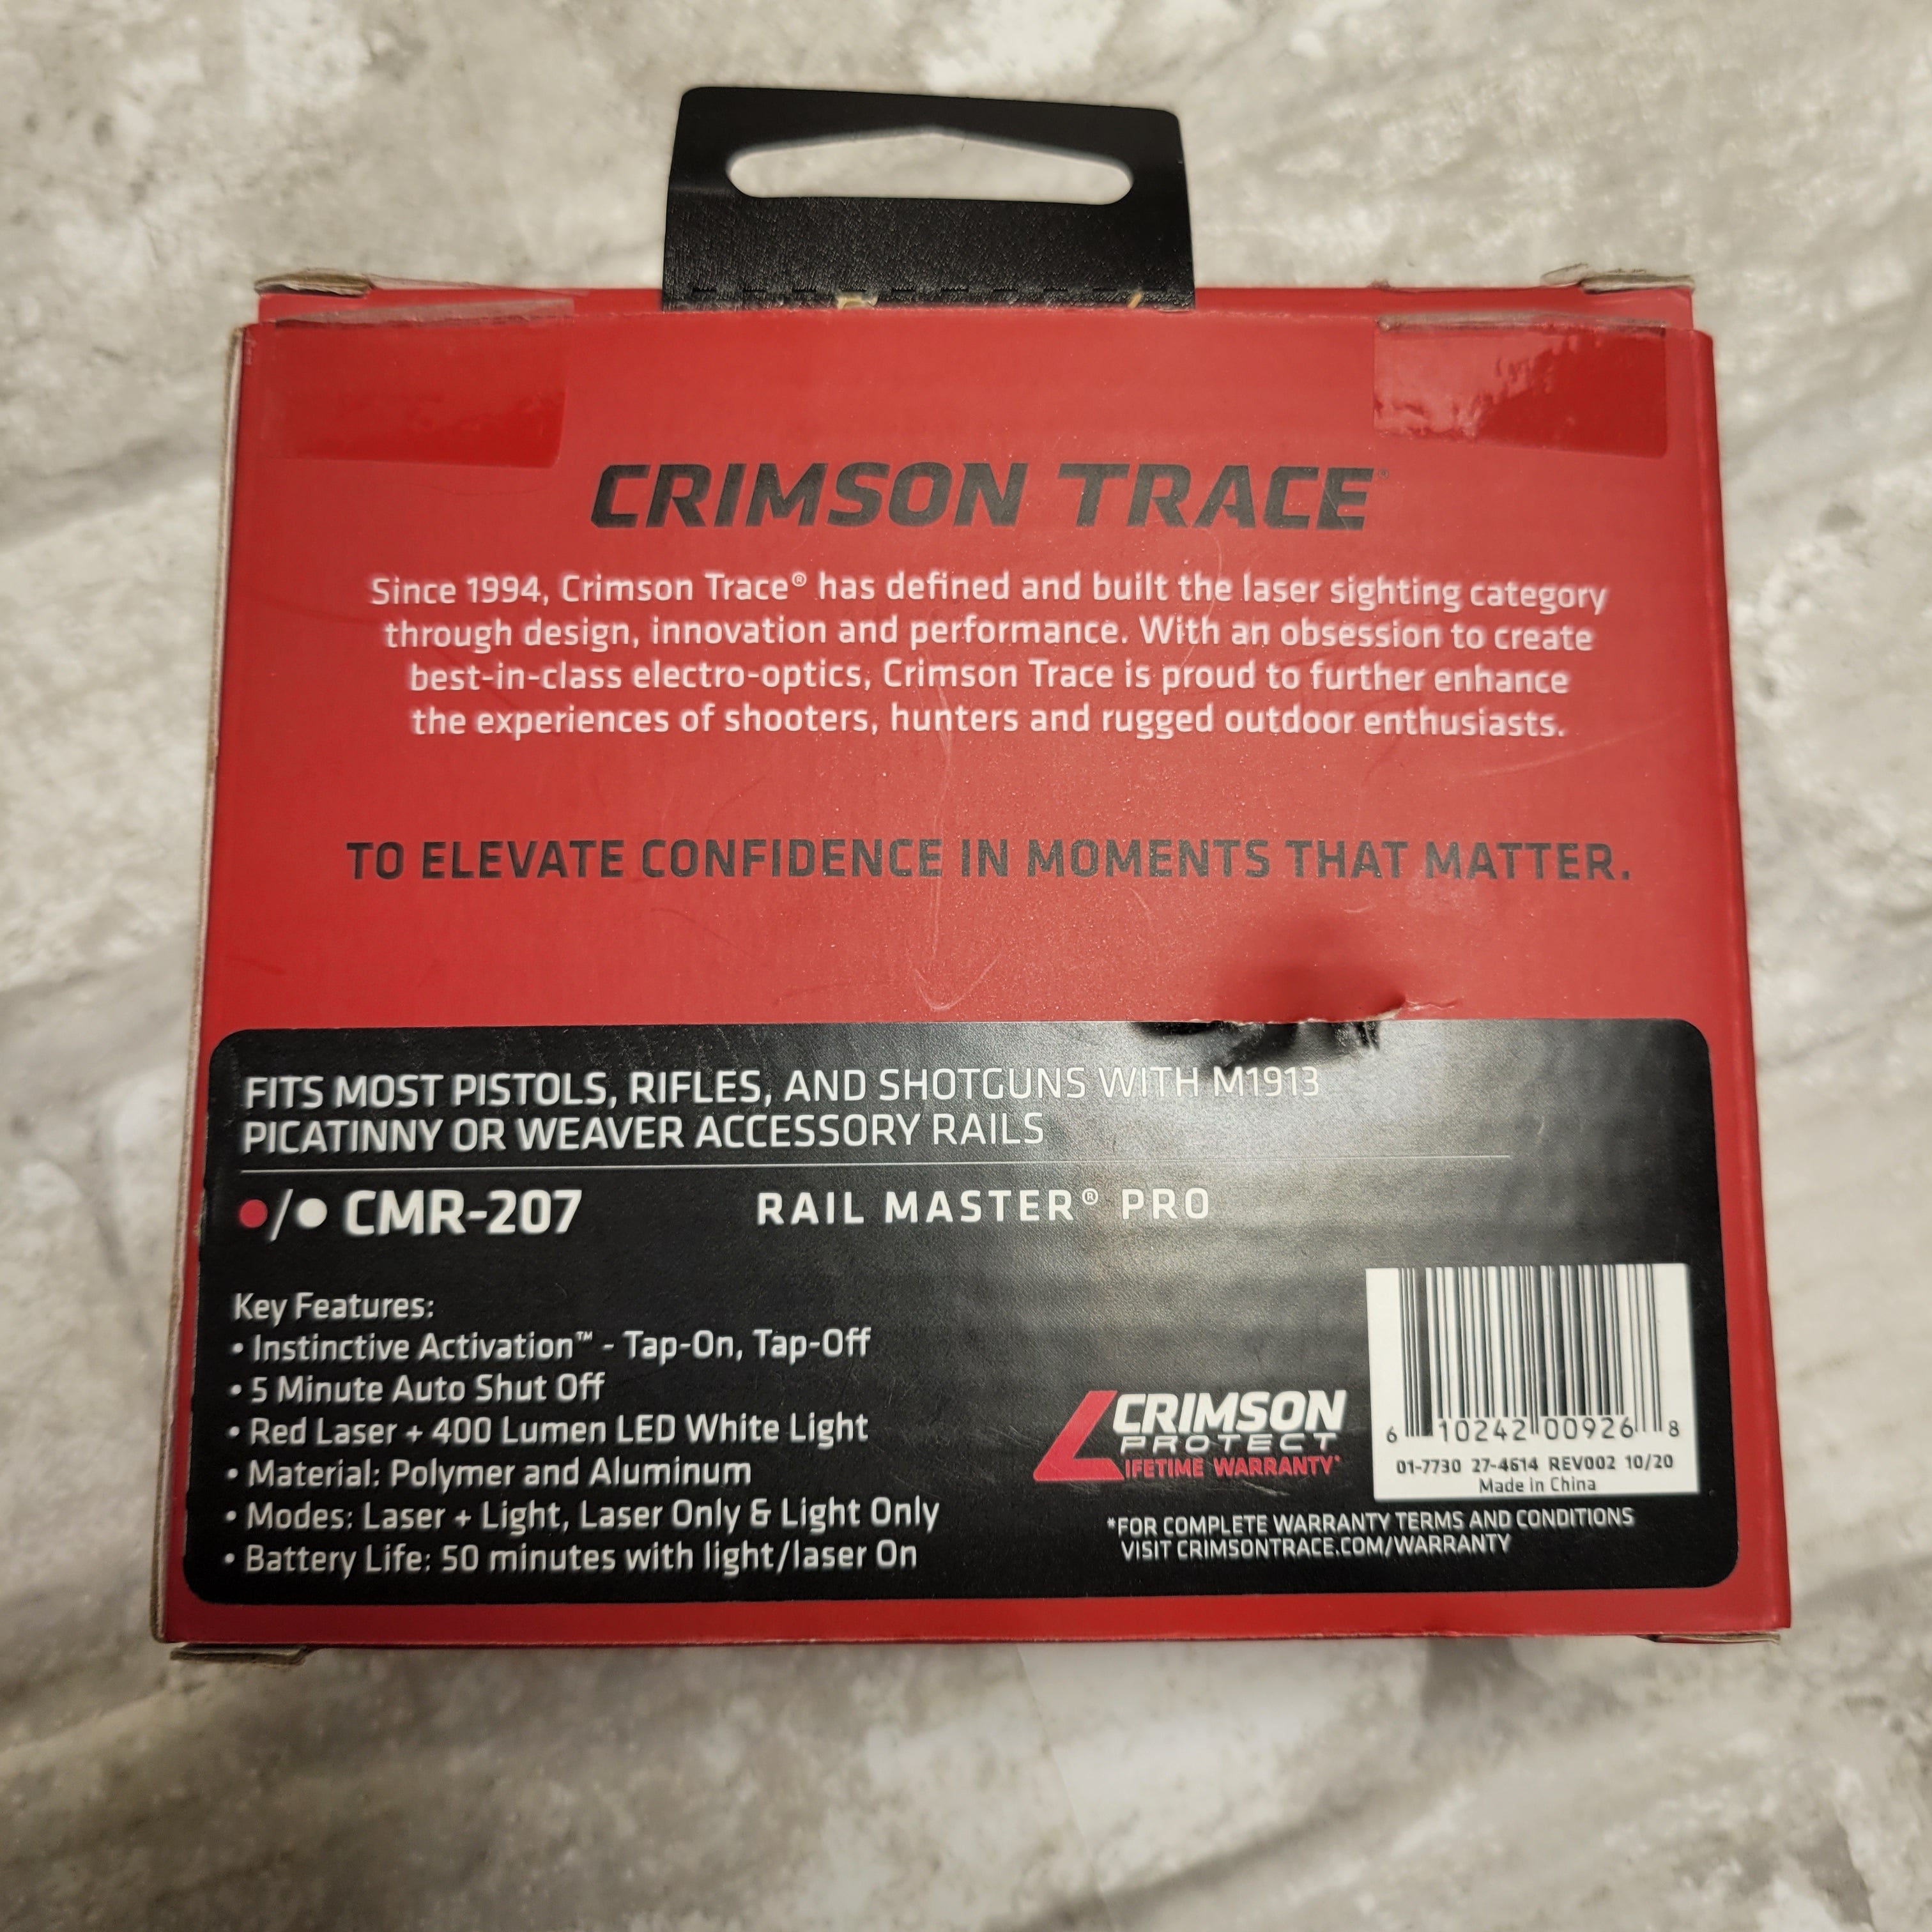 CRIMSON TRACE®
Since 1994, Crimson Trace® has defined and built the laser sighting category
through design, innovation and performance. With an obsession to create
best-in-class electro-optics, Crimson Trace is proud to further enhance
the experiences of shooters, hunters and rugged outdoor enthusiasts.
TO ELEVATE CONFIDENCE IN MOMENTS THAT MATTER.
FITS MOST PISTOLS, RIFLES, AND SHOTGUNS WITH M1913
PICATINNY OR WEAVER ACCESSORY RAILS
●/● CMR-207 RAIL MASTER® PRO
Key Features:
• Instinctive Activation™ - Tap-On, Tap-Off
• 5 Minute Auto Shut Off
• Red Laser + 400 Lumen LED White Light
• Material: Polymer and Aluminum
• Modes: Laser + Light, Laser Only & Light Only
• Battery Life: 50 minutes with light/laser On
CRIMSON
PROTECT
LIFETIME WARRANTY*
6 10242 00926 8
01-7730 27-4614 REV002 10/20
Made in China
*FOR COMPLETE WARRANTY TERMS AND CONDITIONS
VISIT CRIMSONTRACE.COM/WARRANTY